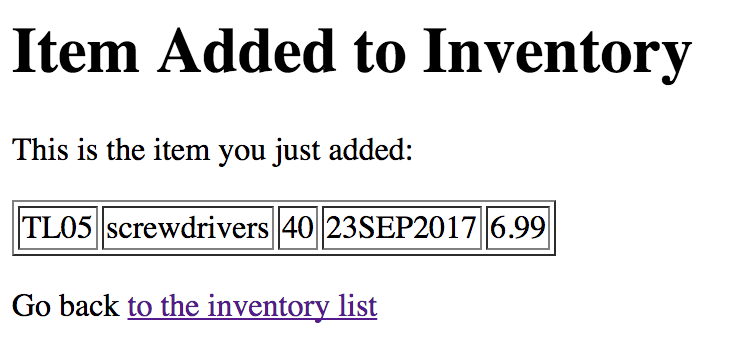 Item Added to Inventory
This is the item you just added:
TL05 screwdrivers 40 23SEP2017 6.99
Go back to the inventory list